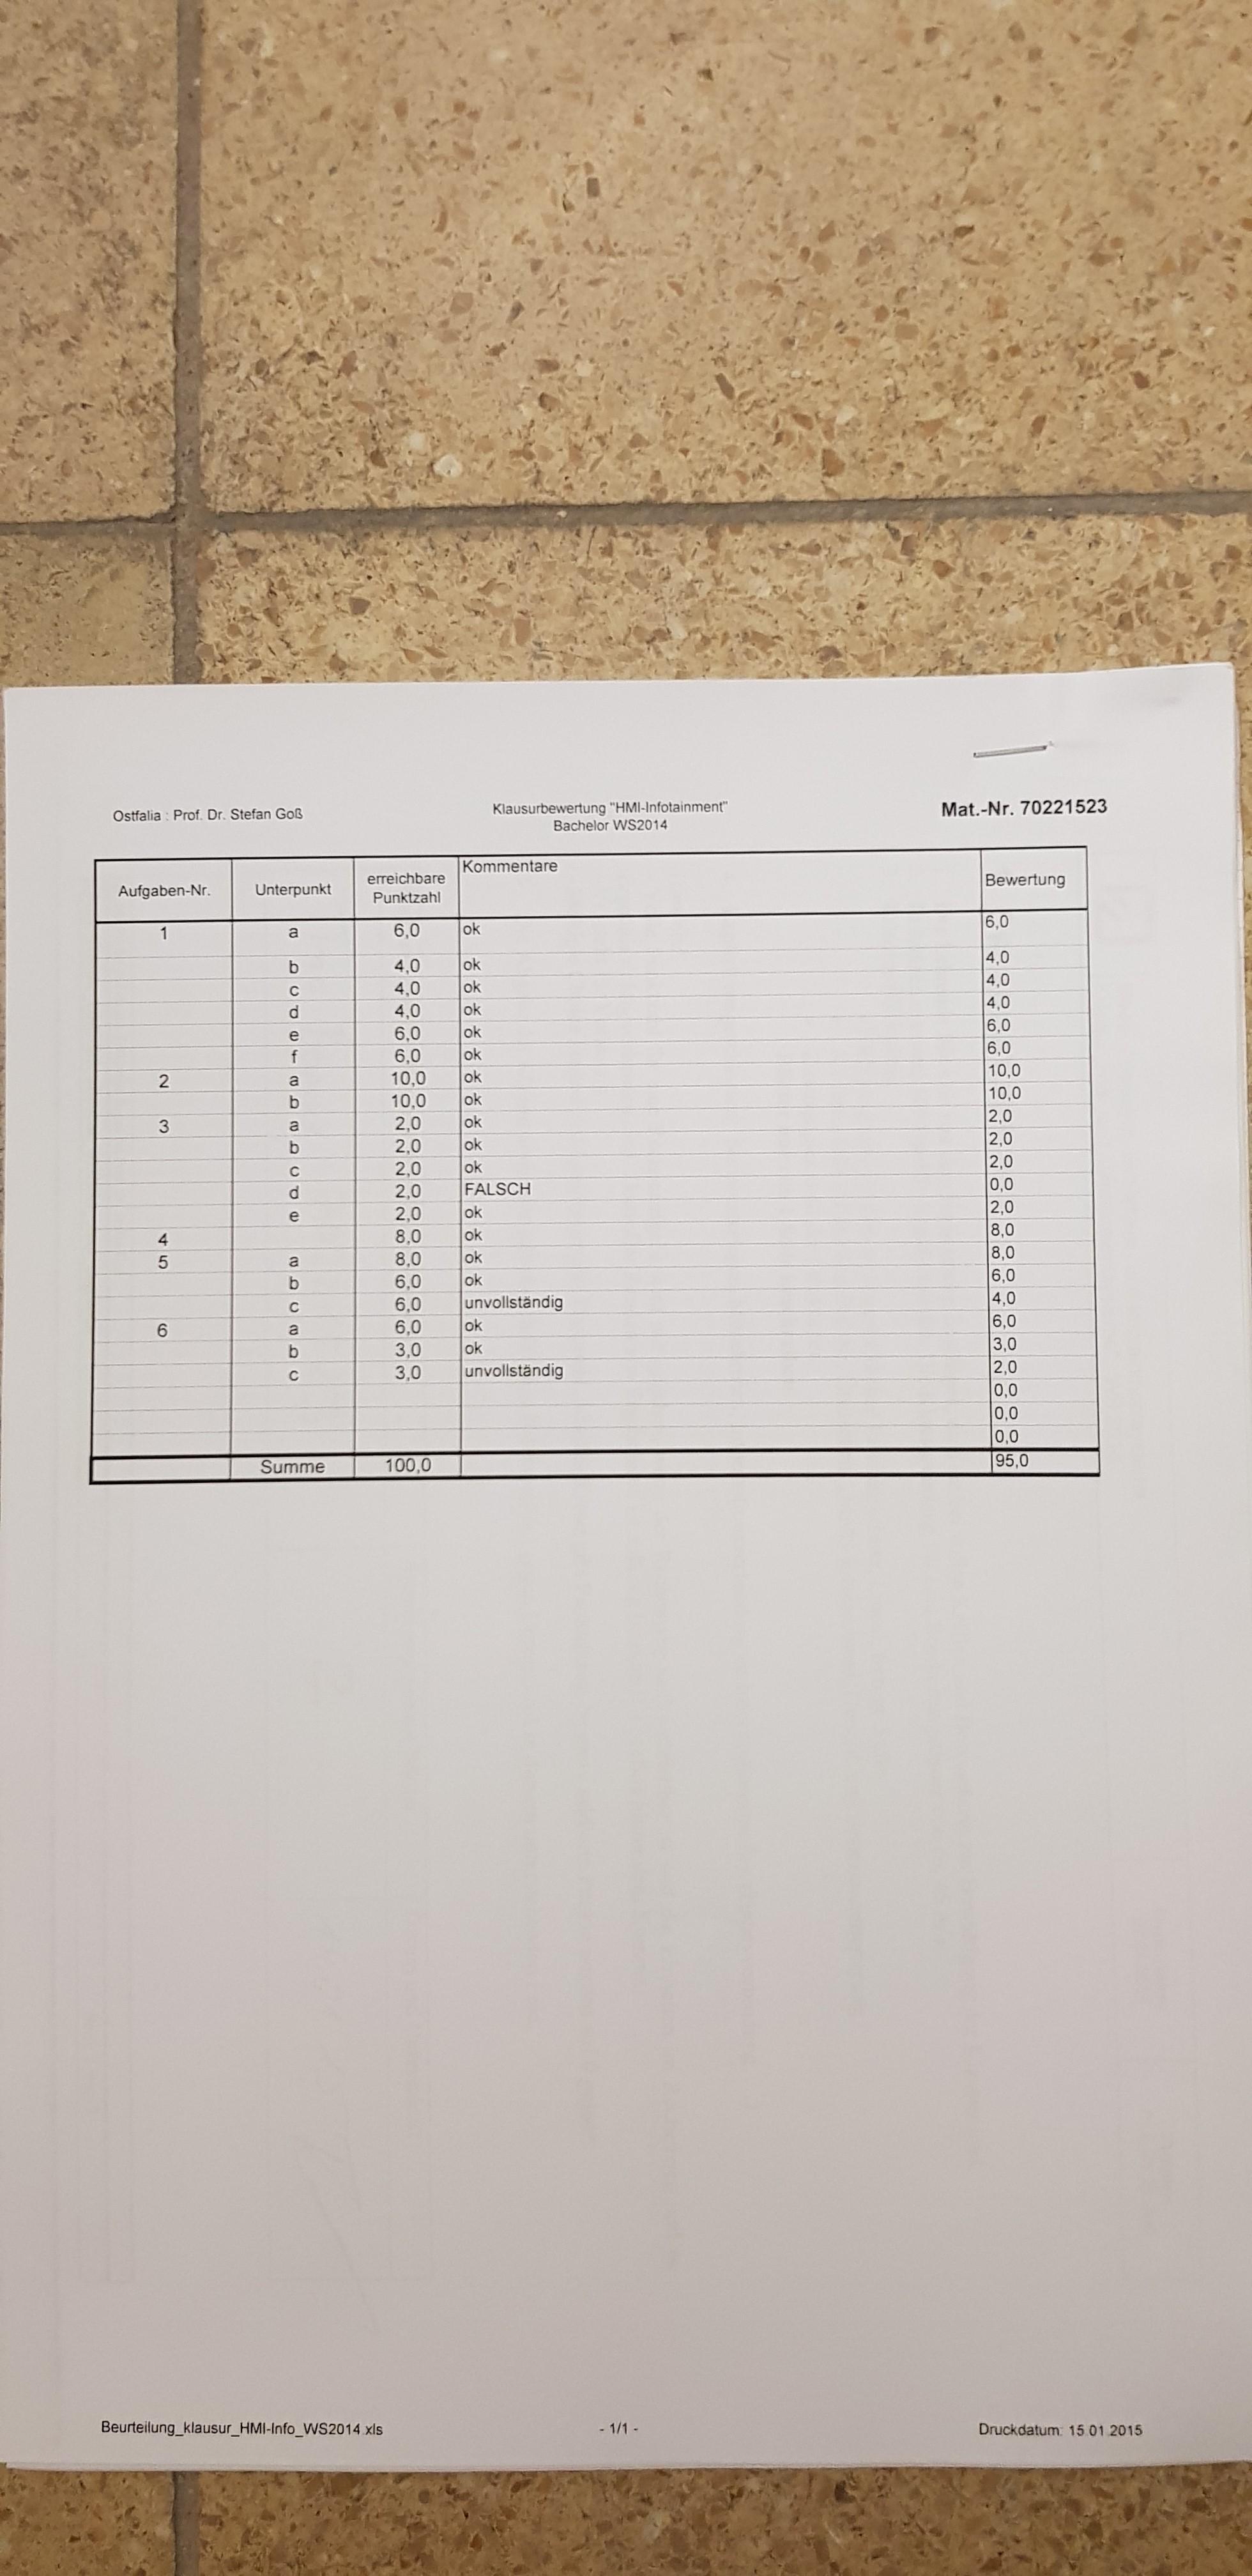 Ostfalia : Prof. Dr. Stefan Goß Klausurbewertung "HMI-Infotainment" Mat.-Nr. 70221523
Bachelor WS2014
Aufgaben-Nr. Unterpunkt erreichbare Punktzahl Kommentare Bewertung
1 a 6,0 ok 6,0
b 4,0 ok 4,0
c 4,0 ok 4,0
d 4,0 ok 4,0
e 6,0 ok 6,0
f 6,0 ok 6,0
2 a 10,0 ok 10,0
b 10,0 ok 10,0
3 a 2,0 ok 2,0
b 2,0 ok 2,0
c 2,0 ok 2,0
d 2,0 FALSCH 0,0
e 2,0 ok 2,0
4 8,0 ok 8,0
5 a 8,0 ok 8,0
b 6,0 ok 6,0
c 6,0 unvollständig 4,0
6 a 6,0 ok 6,0
b 3,0 ok 3,0
c 3,0 unvollständig 2,0
0,0
0,0
0,0
Summe 100,0 95,0
Beurteilung_klausur_HMI-Info_WS2014.xls - 1/1 - Druckdatum: 15.01.2015